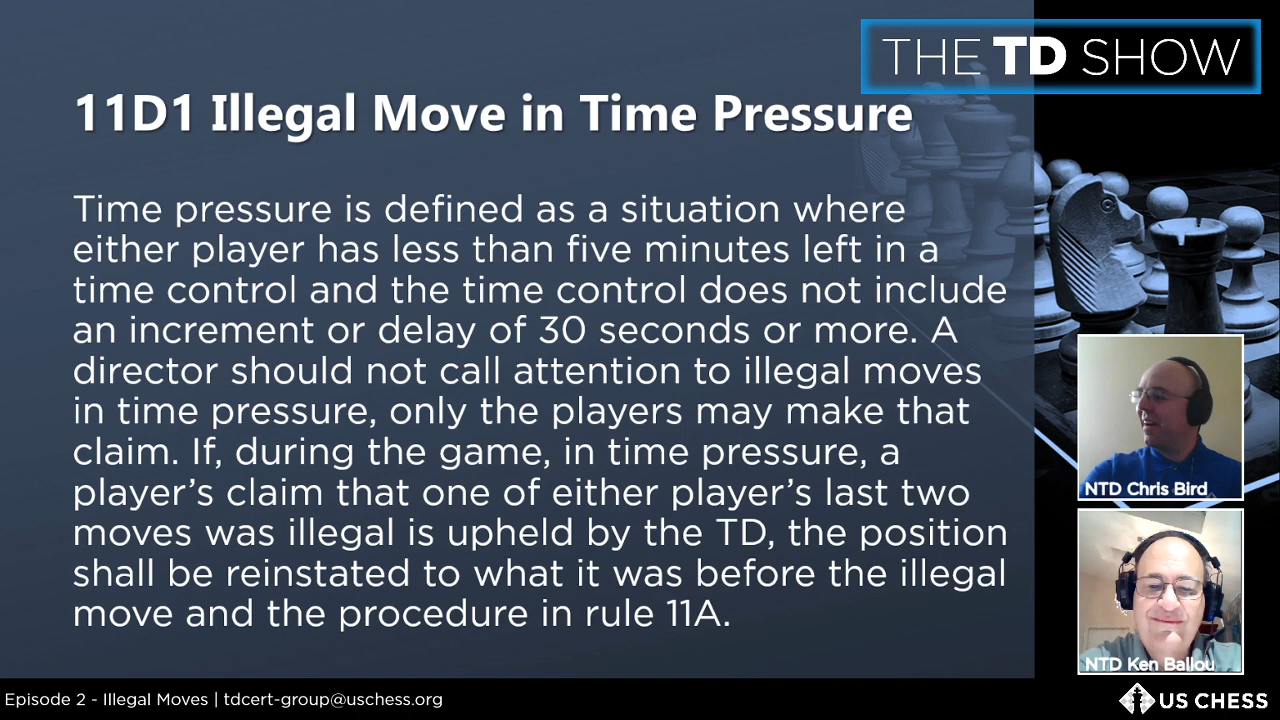 THE TD SHOW
11D1 Illegal Move in Time Pressure
Time pressure is defined as a situation where
either player has less than five minutes left in a
time control and the time control does not include
an increment or delay of 30 seconds or more. A
director should not call attention to illegal moves
in time pressure, only the players may make that
claim. If, during the game, in time pressure, a
player’s claim that one of either player’s last two
moves was illegal is upheld by the TD, the position
shall be reinstated to what it was before the illegal
move and the procedure in rule 11A.
NTD Chris Bird
NTD Ken Ballou
Episode 2 - Illegal Moves | tdcert-group@uschess.org
US CHESS